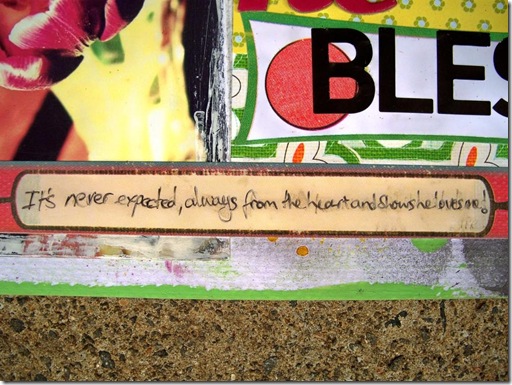 BLES
It's never expected, always from the heart and shows he loves me!